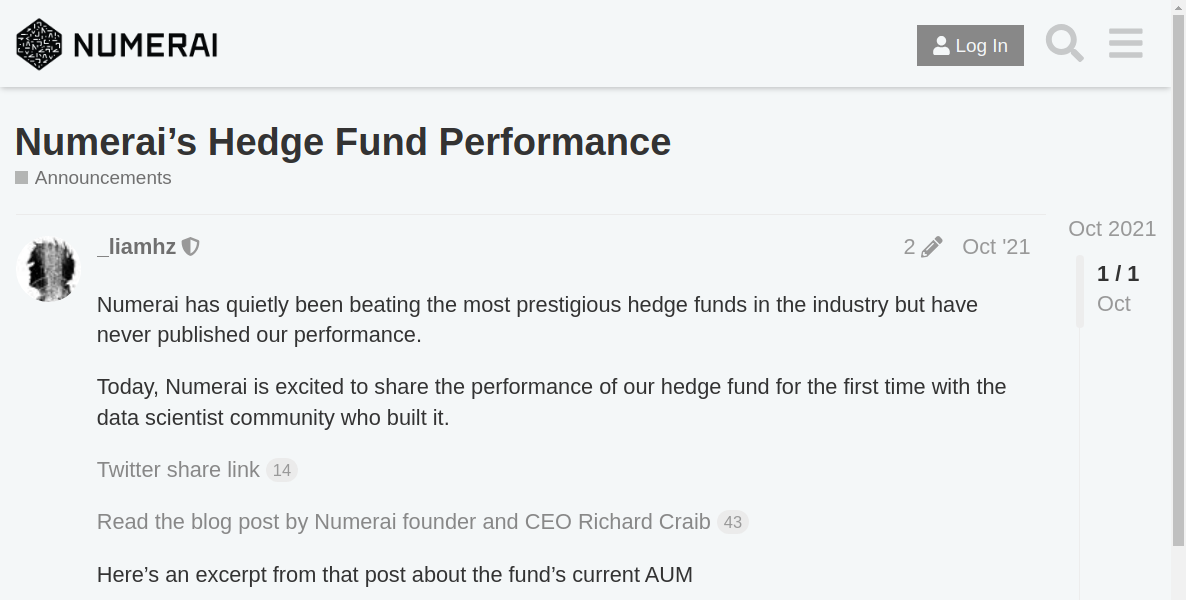 NUMERAI
Log In
Numerai’s Hedge Fund Performance
Announcements
Oct 2021
_liamhz
2
Oct '21
1 / 1
Oct
Numerai has quietly been beating the most prestigious hedge funds in the industry but have
never published our performance.
Today, Numerai is excited to share the performance of our hedge fund for the first time with the
data scientist community who built it.
Twitter share link 14
Read the blog post by Numerai founder and CEO Richard Craib 43
Here’s an excerpt from that post about the fund’s current AUM